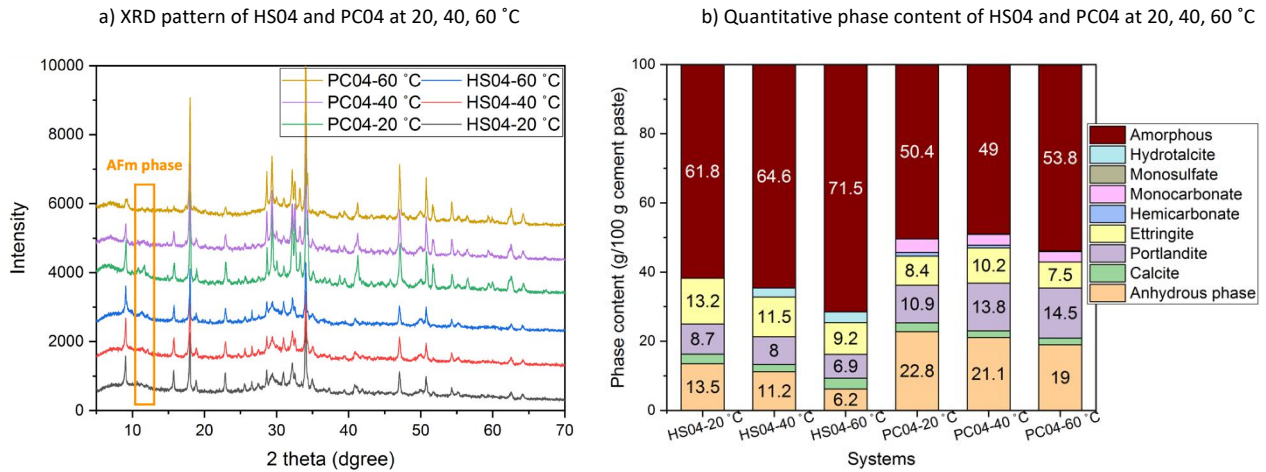 a) XRD pattern of HS04 and PC04 at 20, 40, 60 ˚C
10000
8000
6000
4000
2000
0
Intensity
PC04-60 ˚C
HS04-60 ˚C
PC04-40 ˚C
HS04-40 ˚C
PC04-20 ˚C
HS04-20 ˚C
AFm phase
10
20
30
40
50
60
70
2 theta (dgree)
b) Quantitative phase content of HS04 and PC04 at 20, 40, 60 ˚C
100
80
60
40
20
0
Phase content (g/100 g cement paste)
61.8
13.2
8.7
13.5
64.6
11.5
8
11.2
71.5
9.2
6.9
6.2
50.4
8.4
10.9
22.8
49
10.2
13.8
21.1
53.8
7.5
14.5
19
HS04-20 ˚C
HS04-40 ˚C
HS04-60 ˚C
PC04-20 ˚C
PC04-40 ˚C
PC04-60 ˚C
Systems
Amorphous
Hydrotalcite
Monosulfate
Monocarbonate
Hemicarbonate
Ettringite
Portlandite
Calcite
Anhydrous phase